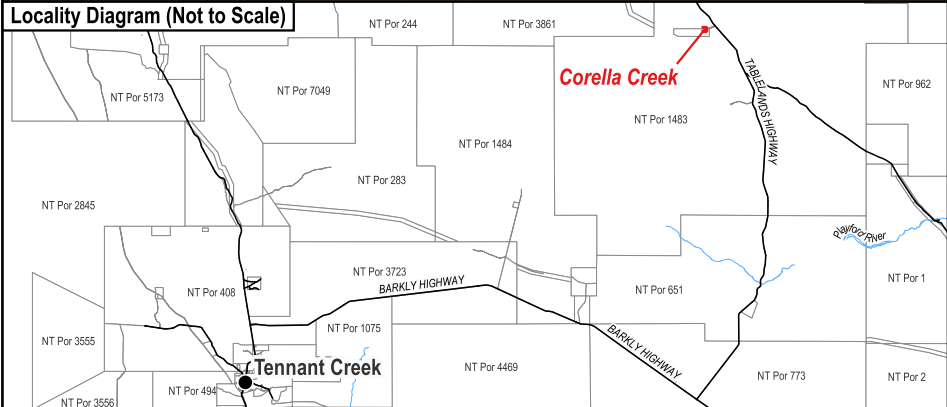 Locality Diagram (Not to Scale)
NT Por 244
NT Por 3861
Corella Creek
NT Por 5173
NT Por 7049
NT Por 962
TABLELANDS HIGHWAY
NT Por 1483
NT Por 1484
NT Por 283
NT Por 2845
Playford River
NT Por 3723
NT Por 1
BARKLY HIGHWAY
NT Por 408
NT Por 651
NT Por 1075
NT Por 3555
BARKLY HIGHWAY
Tennant Creek
NT Por 4469
NT Por 773
NT Por 2
NT Por 494
NT Por 3556